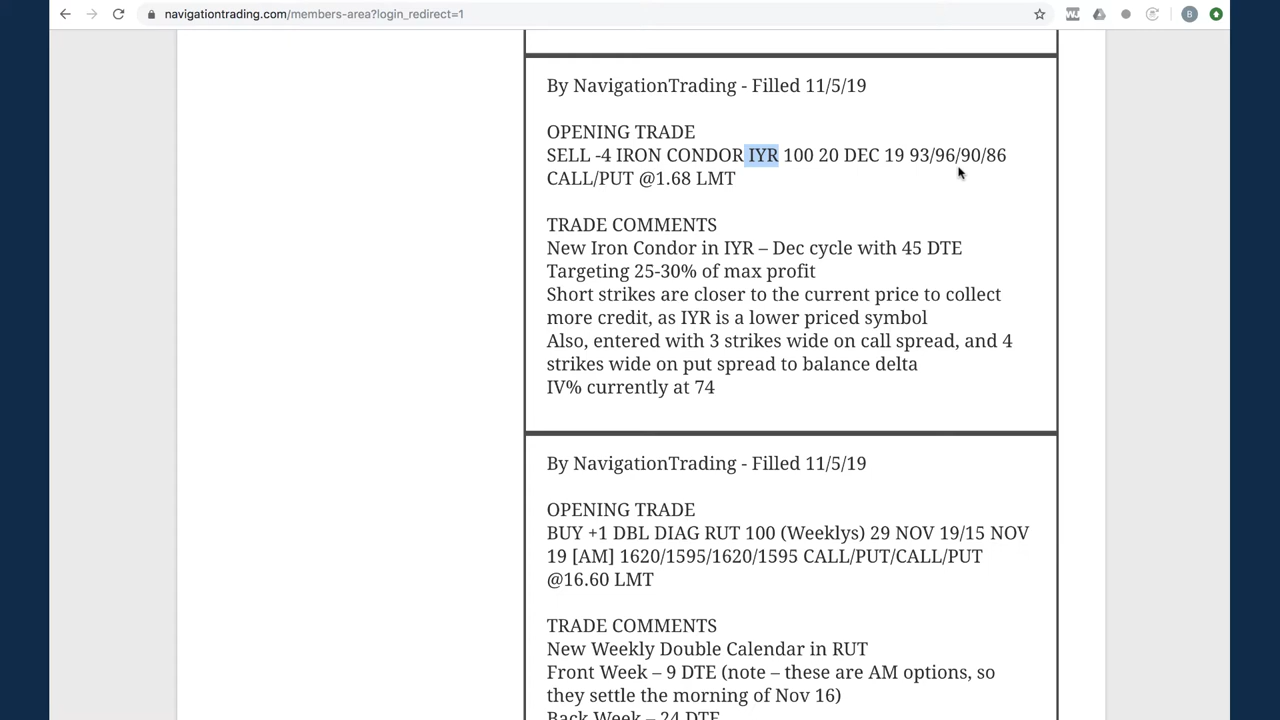 navigationtrading.com/members-area?login_redirect=1
B
By NavigationTrading - Filled 11/5/19
OPENING TRADE
SELL -4 IRON CONDOR IYR 100 20 DEC 19 93/96/90/86
CALL/PUT @1.68 LMT
TRADE COMMENTS
New Iron Condor in IYR – Dec cycle with 45 DTE
Targeting 25-30% of max profit
Short strikes are closer to the current price to collect
more credit, as IYR is a lower priced symbol
Also, entered with 3 strikes wide on call spread, and 4
strikes wide on put spread to balance delta
IV% currently at 74
By NavigationTrading - Filled 11/5/19
OPENING TRADE
BUY +1 DBL DIAG RUT 100 (Weeklys) 29 NOV 19/15 NOV
19 [AM] 1620/1595/1620/1595 CALL/PUT/CALL/PUT
@16.60 LMT
TRADE COMMENTS
New Weekly Double Calendar in RUT
Front Week – 9 DTE (note – these are AM options, so
they settle the morning of Nov 16)
Back Week – 24 DTE